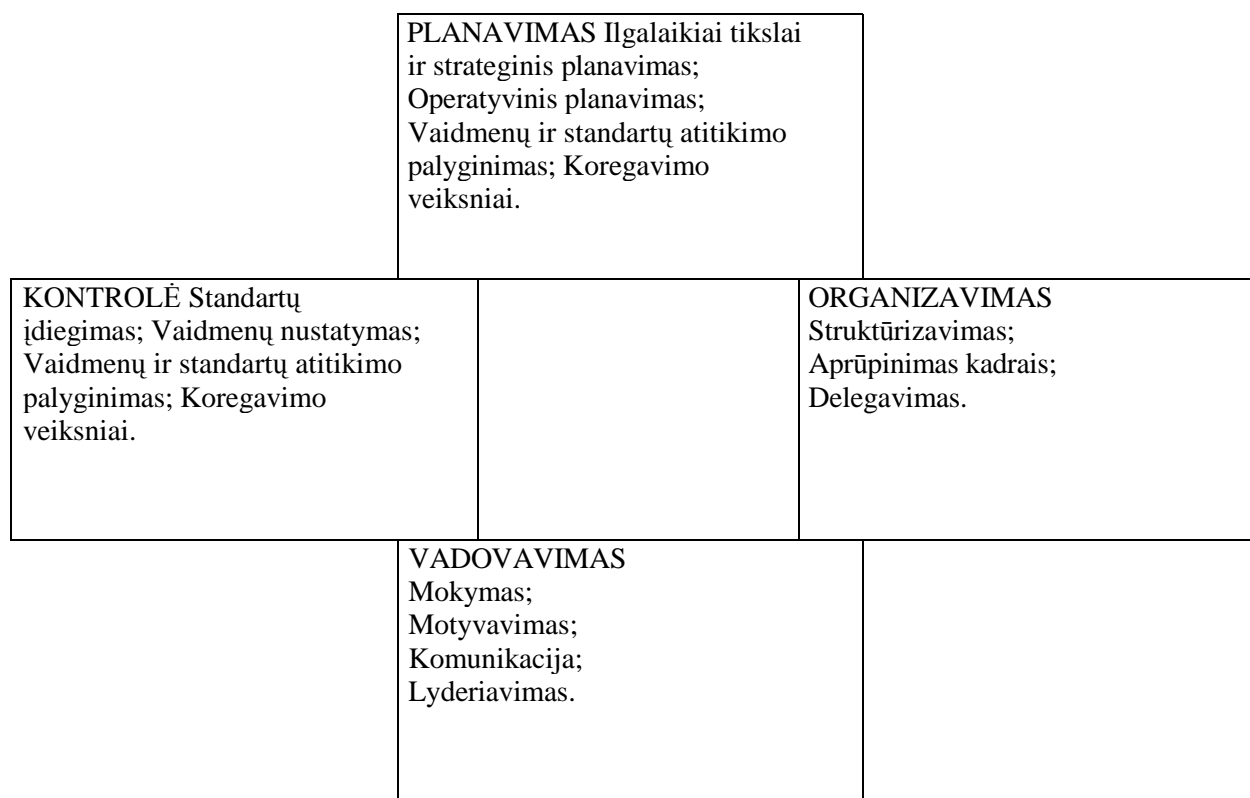 PLANAVIMAS Ilgalaikiai tikslai
ir strateginis planavimas;
Operatyvinis planavimas;
Vaidmenų ir standartų atitikimo
palyginimas; Koregavimo
veiksniai.
KONTROLĖ Standartų
įdiegimas; Vaidmenų nustatymas;
Vaidmenų ir standartų atitikimo
palyginimas; Koregavimo
veiksniai.
ORGANIZAVIMAS
Struktūrizavimas;
Aprūpinimas kadrais;
Delegavimas.
VADOVAVIMAS
Mokymas;
Motyvavimas;
Komunikacija;
Lyderiavimas.